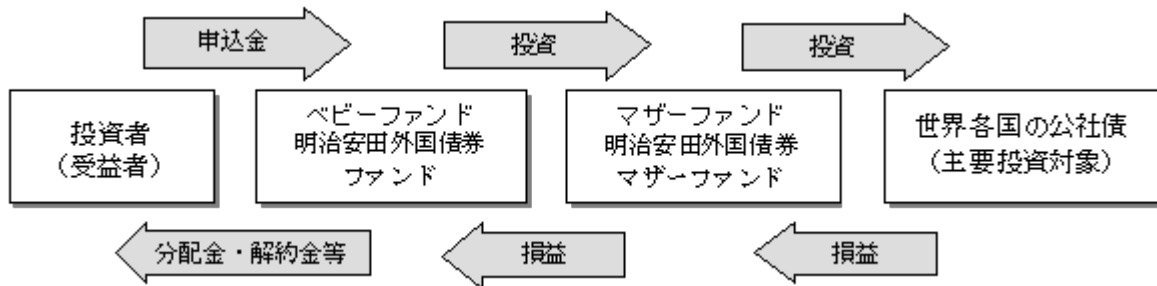 申込金
投資
投資
投資者
（受益者）
ベビーファンド
明治安田外国債券
ファンド
マザーファンド
明治安田外国債券
マザーファンド
世界各国の公社債
（主要投資対象）
分配金・解約金等
損益
損益